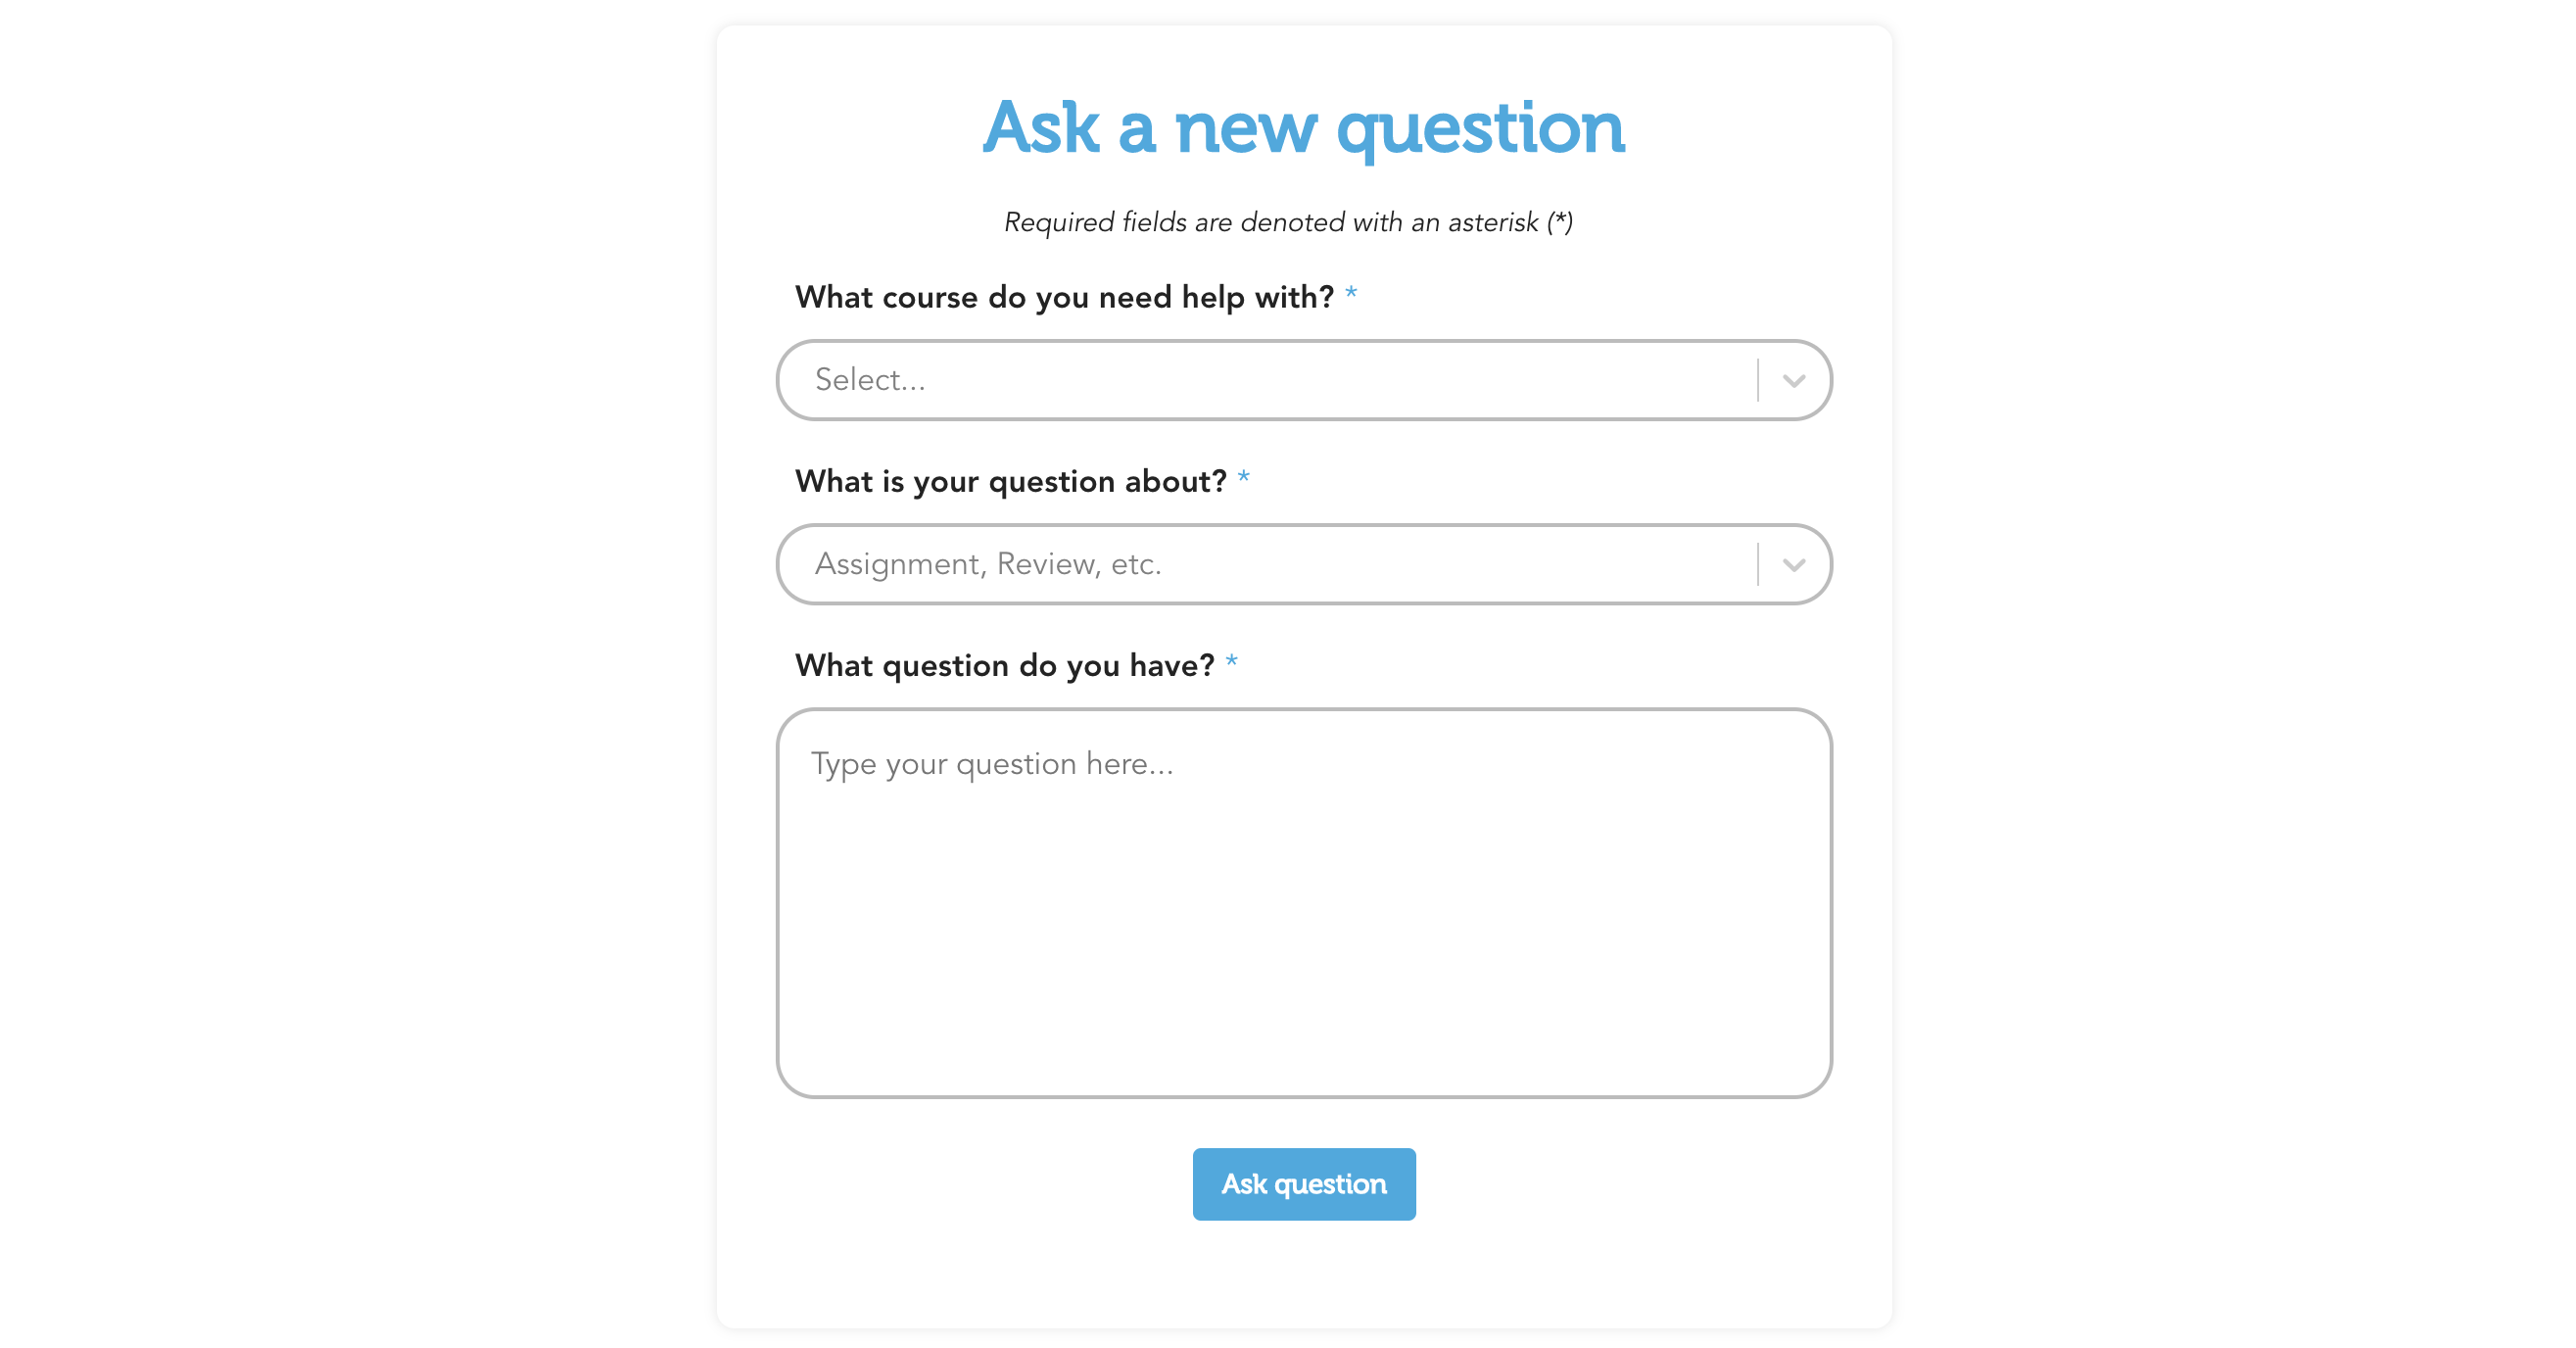 Ask a new question
Required fields are denoted with an asterisk (*)
What course do you need help with? *
Select...
What is your question about? *
Assignment, Review, etc.
What question do you have? *
Type your question here...
Ask question